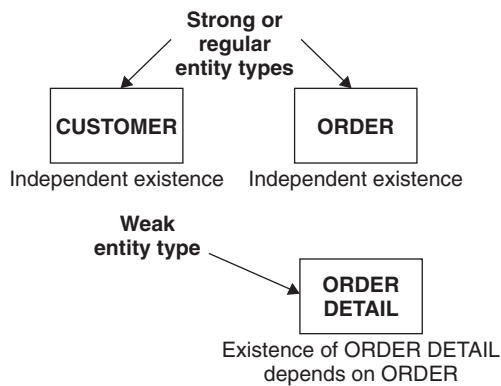 Strong or
regular
entity types
CUSTOMER
ORDER
Independent existence
Independent existence
Weak
entity type
ORDER
DETAIL
Existence of ORDER DETAIL
depends on ORDER